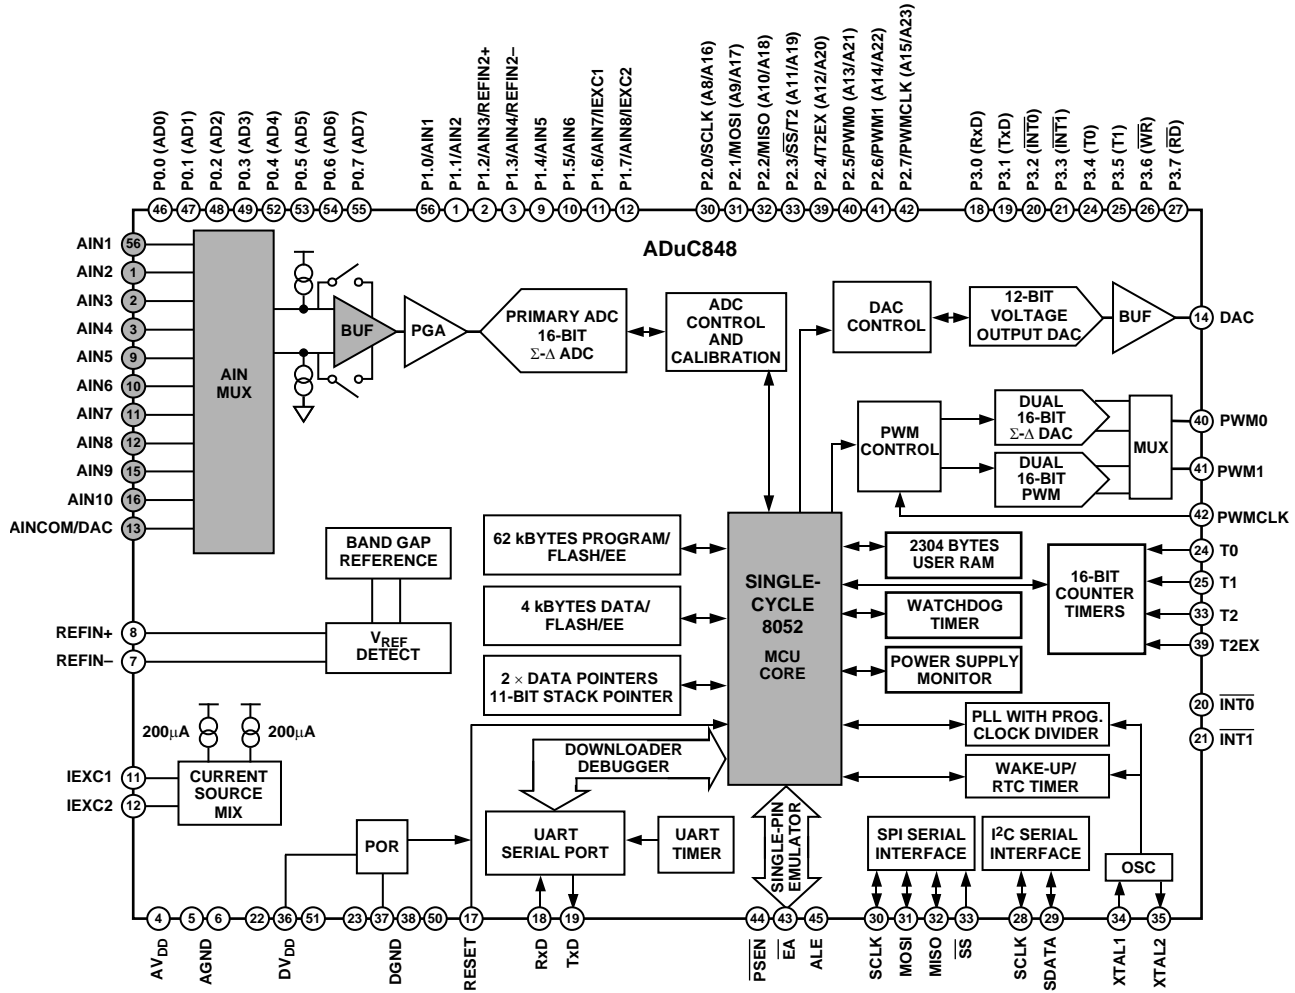 P0.0 (AD0)
P0.1 (AD1)
P0.2 (AD2)
P0.3 (AD3)
P0.4 (AD4)
P0.5 (AD5)
P0.6 (AD6)
P0.7 (AD7)
P1.0/AIN1
P1.1/AIN2
P1.2/AIN3/REFIN2+
P1.3/AIN4/REFIN2–
P1.4/AIN5
P1.5/AIN6
P1.6/AIN7/IEXC1
P1.7/AIN8/IEXC2
P2.0/SCLK (A8/A16)
P2.1/MOSI (A9/A17)
P2.2/MISO (A10/A18)
P2.3/SS/T2 (A11/A19)
P2.4/T2EX (A12/A20)
P2.5/PWM0 (A13/A21)
P2.6/PWM1 (A14/A22)
P2.7/PWMCLK (A15/A23)
P3.0 (RxD)
P3.1 (TxD)
P3.2 (INT0)
P3.3 (INT1)
P3.4 (T0)
P3.5 (T1)
P3.6 (WR)
P3.7 (RD)
46 47 48 49 52 53 54 55 56 1 2 3 9 10 11 12 30 31 32 33 39 40 41 42 18 19 20 21 24 25 26 27
ADuC848
AIN1 56
AIN2 1
AIN3 2
AIN4 3
AIN5 9
AIN6 10
AIN7 11
AIN8 12
AIN9 15
AIN10 16
AINCOM/DAC 13
AIN
MUX
BUF
PGA
PRIMARY ADC
16-BIT
Σ-Δ ADC
ADC
CONTROL
AND
CALIBRATION
DAC
CONTROL
12-BIT
VOLTAGE
OUTPUT DAC
BUF
14 DAC
PWM
CONTROL
DUAL
16-BIT
Σ-Δ DAC
DUAL
16-BIT
PWM
MUX
40 PWM0
41 PWM1
42 PWMCLK
BAND GAP
REFERENCE
VREF
DETECT
REFIN+ 8
REFIN– 7
62 kBYTES PROGRAM/
FLASH/EE
4 kBYTES DATA/
FLASH/EE
2 × DATA POINTERS
11-BIT STACK POINTER
SINGLE-
CYCLE
8052
MCU
CORE
2304 BYTES
USER RAM
WATCHDOG
TIMER
POWER SUPPLY
MONITOR
16-BIT
COUNTER
TIMERS
24 T0
25 T1
33 T2
39 T2EX
20 INT0
21 INT1
PLL WITH PROG.
CLOCK DIVIDER
WAKE-UP/
RTC TIMER
200μA
200μA
IEXC1 11
IEXC2 12
CURRENT
SOURCE
MIX
DOWNLOADER
DEBUGGER
POR
UART
SERIAL PORT
UART
TIMER
SINGLE-PIN
EMULATOR
SPI SERIAL
INTERFACE
I2C SERIAL
INTERFACE
OSC
4 5 6 22 36 51 23 37 38 50 17 18 19 44 43 45 30 31 32 33 28 29 34 35
AVDD
AGND
DVDD
DGND
RESET
RxD
TxD
PSEN
EA
ALE
SCLK
MOSI
MISO
SS
SCLK
SDATA
XTAL1
XTAL2